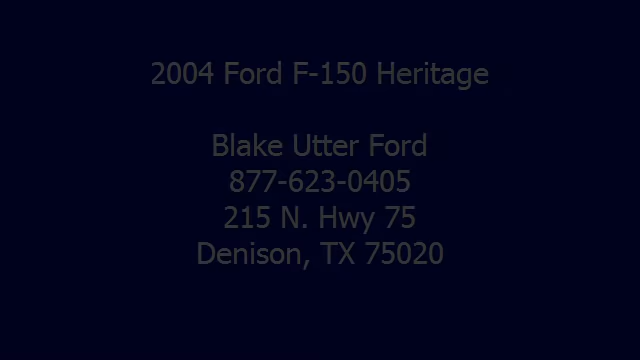 2004 Ford F-150 Heritage
Blake Utter Ford
877-623-0405
215 N. Hwy 75
Denison, TX 75020